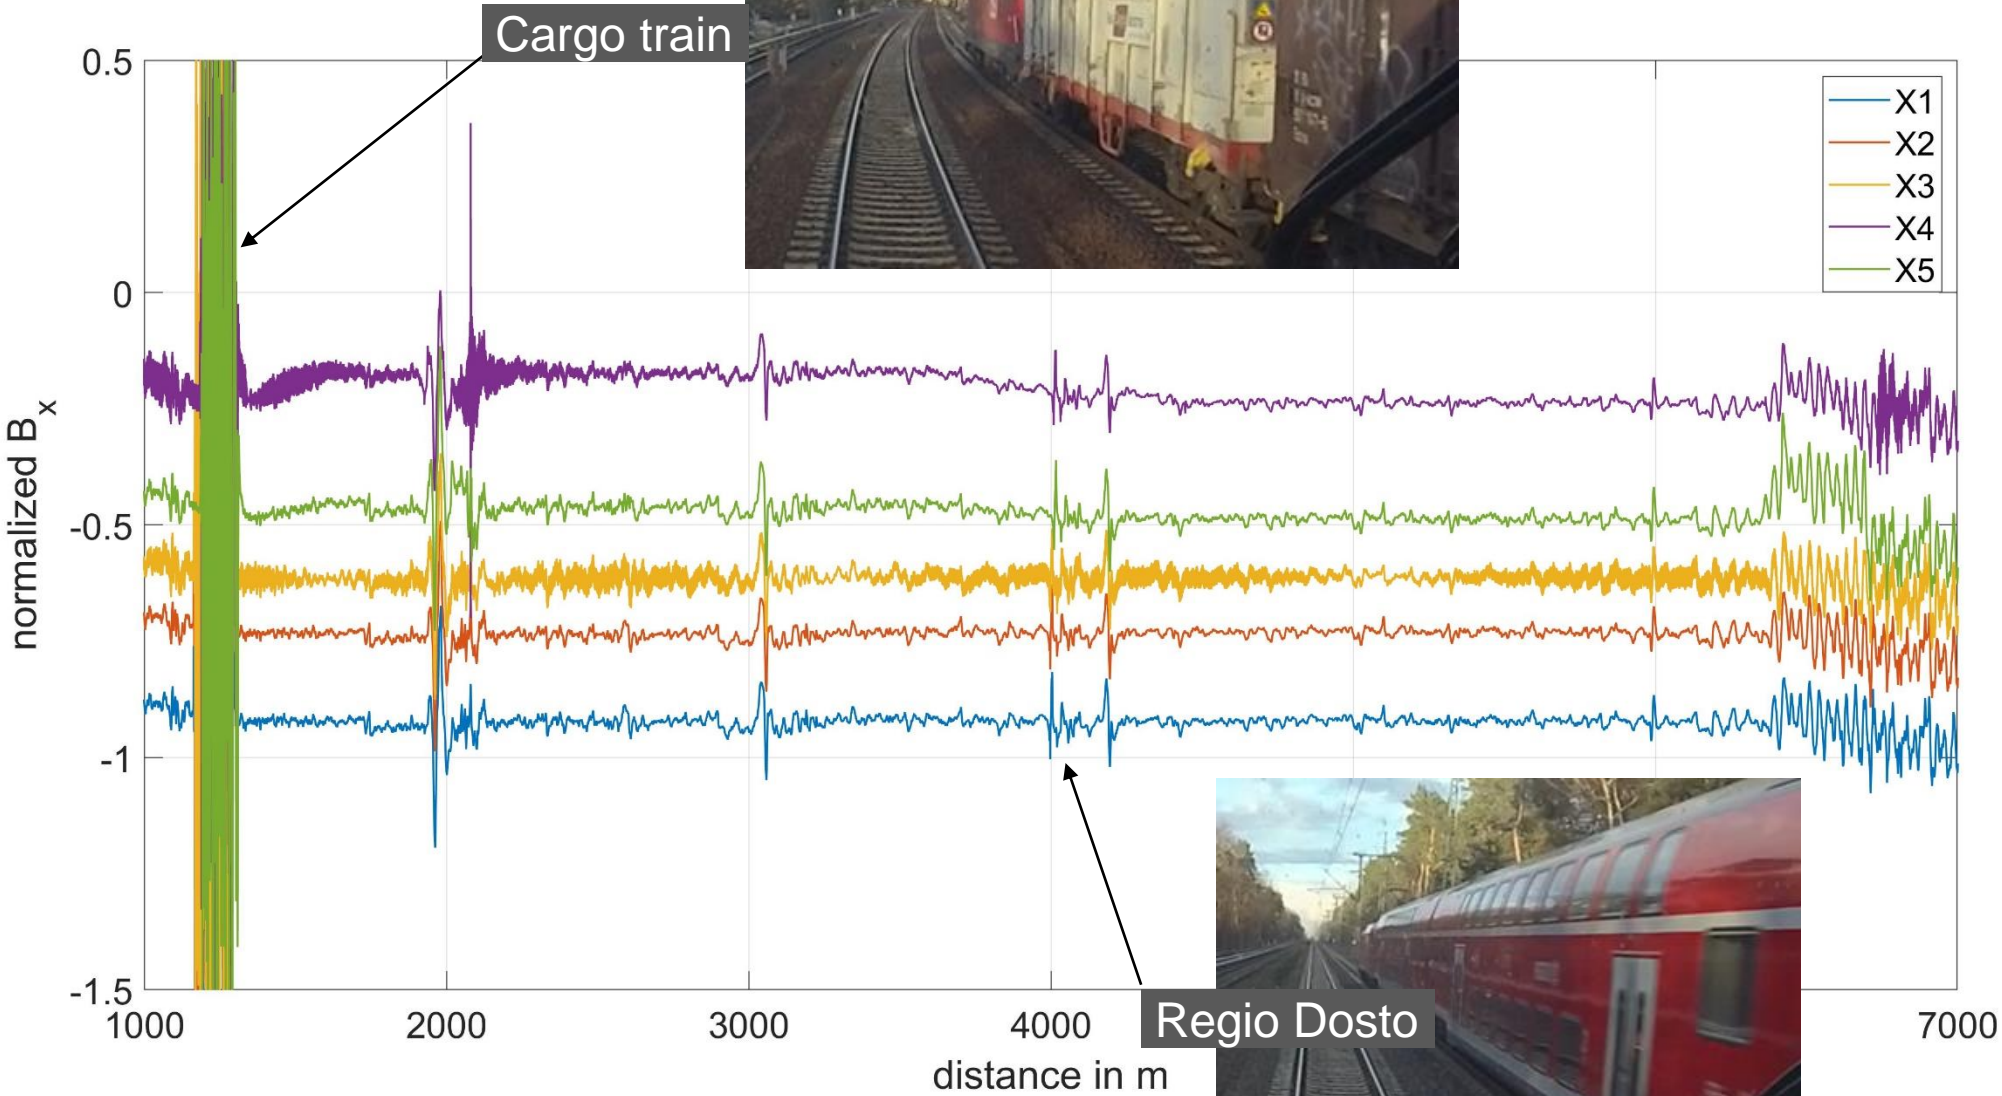 Cargo train
0.5
0
-0.5
-1
-1.5
normalized B_x
X1
X2
X3
X4
X5
1000
2000
3000
4000
7000
distance in m
Regio Dosto